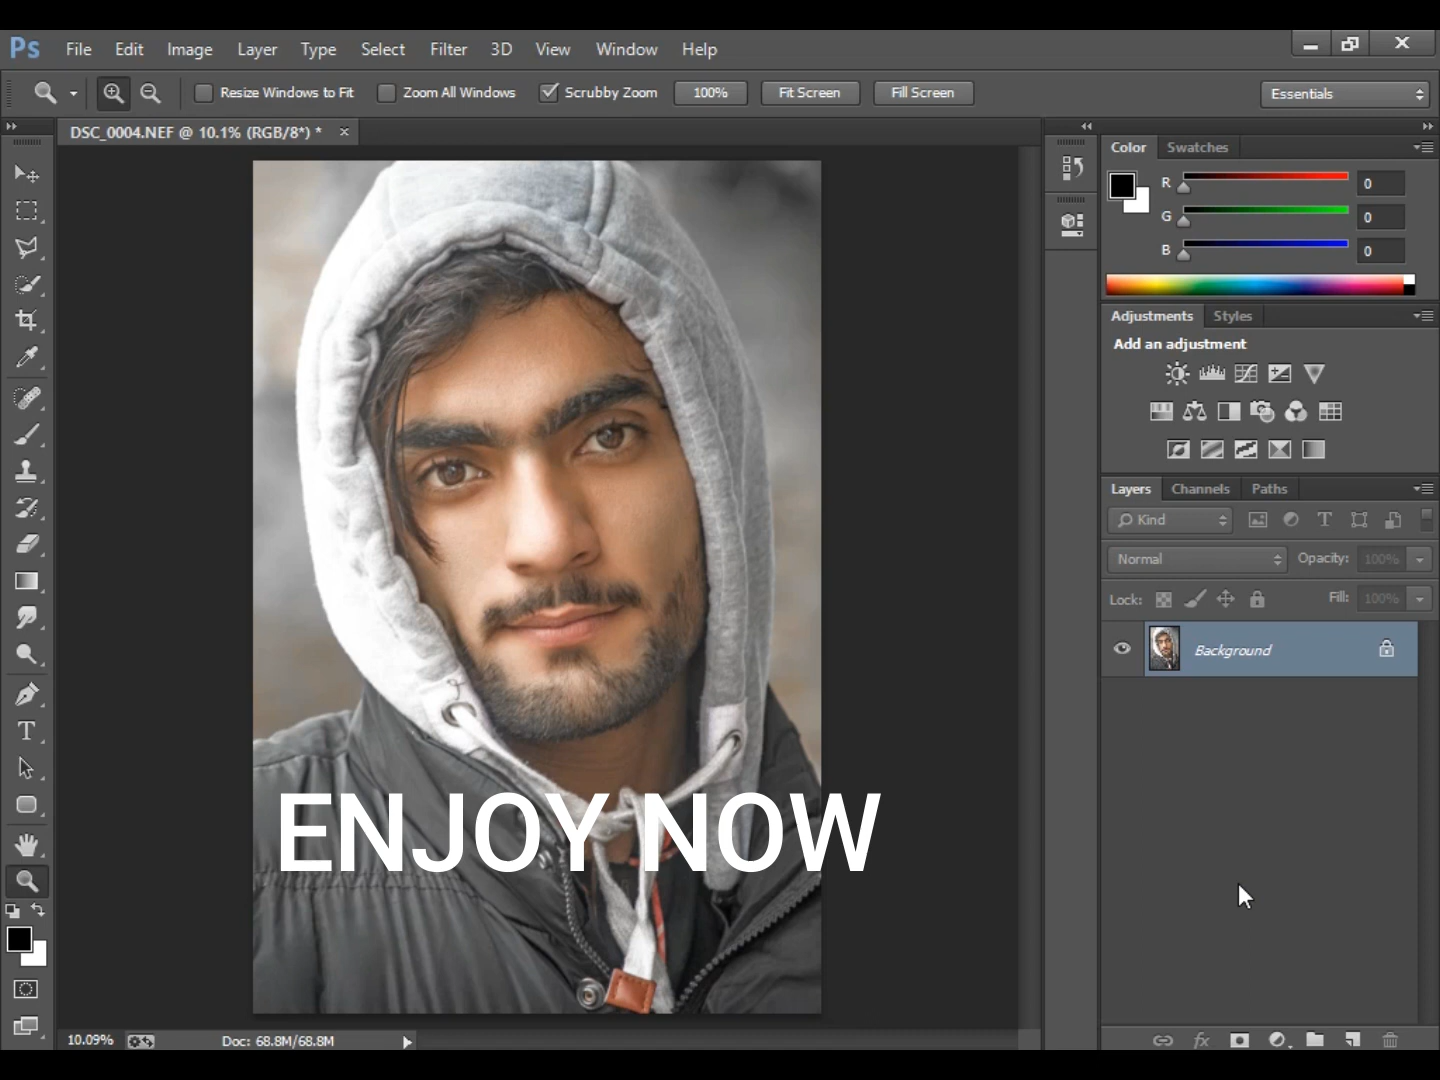 Ps File Edit Image Layer Type Select Filter 3D View Window Help
Resize Windows to Fit Zoom All Windows Scrubby Zoom 100% Fit Screen Fill Screen Essentials
DSC_0004.NEF @ 10.1% (RGB/8*) * ×
Color Swatches
R 0
G 0
B 0
Adjustments Styles
Add an adjustment
Layers Channels Paths
Kind
Normal Opacity: 100%
Lock: Fill: 100%
Background
ENJOY NOW
10.09% Doc: 68.8M/68.8M
fx